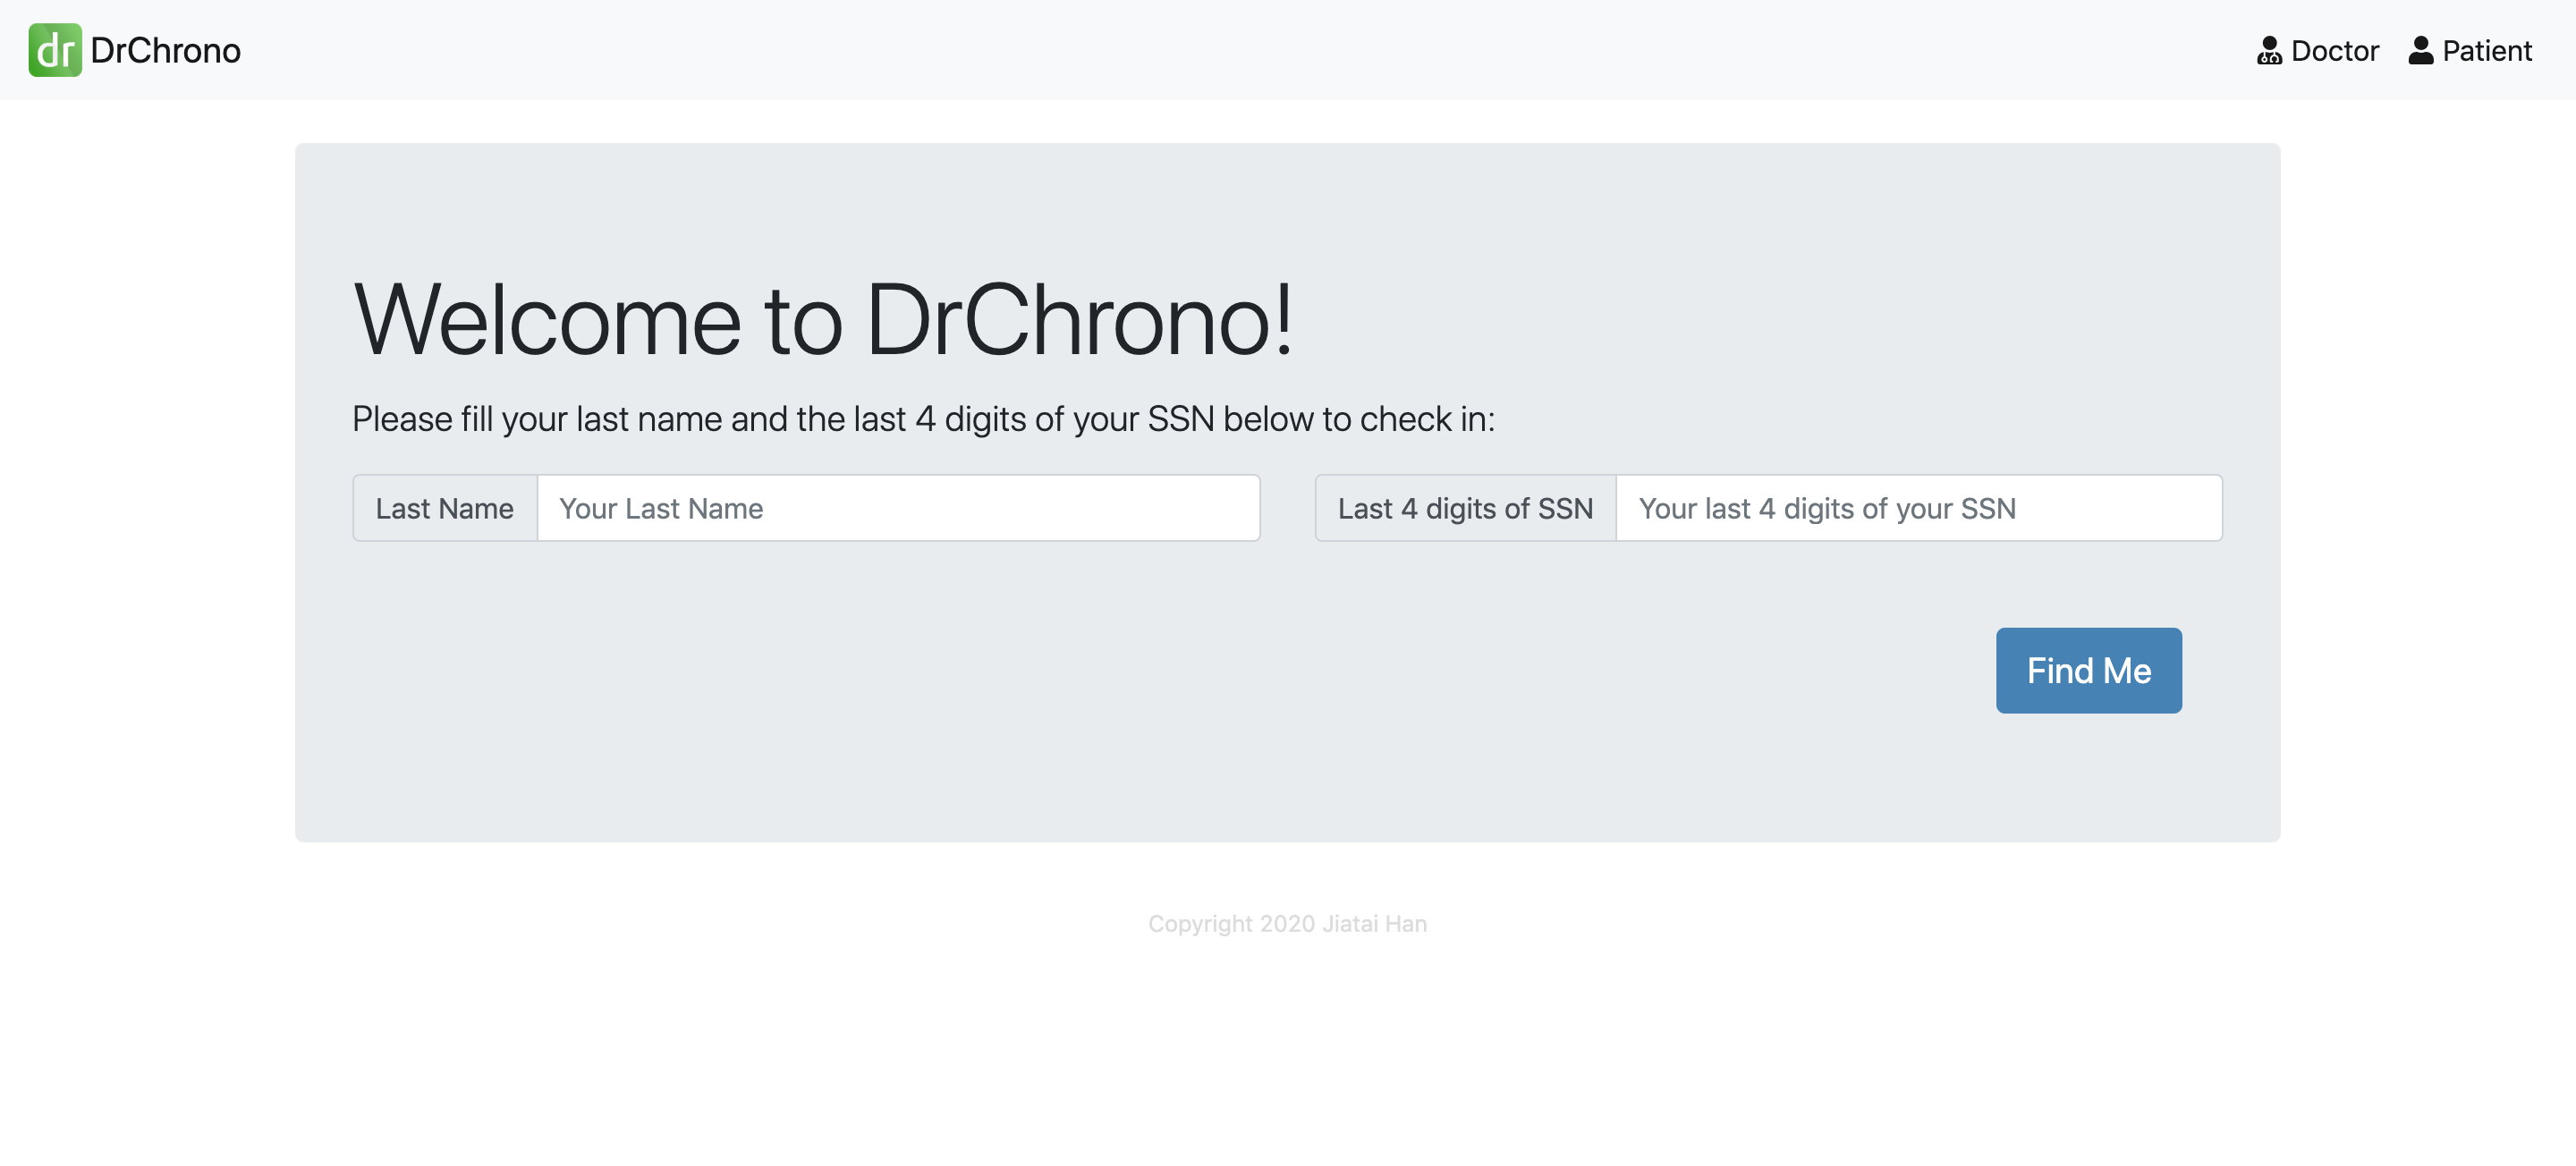 dr DrChrono
Doctor Patient
Welcome to DrChrono!
Please fill your last name and the last 4 digits of your SSN below to check in:
Last Name Your Last Name
Last 4 digits of SSN Your last 4 digits of your SSN
Find Me
Copyright 2020 Jiatai Han